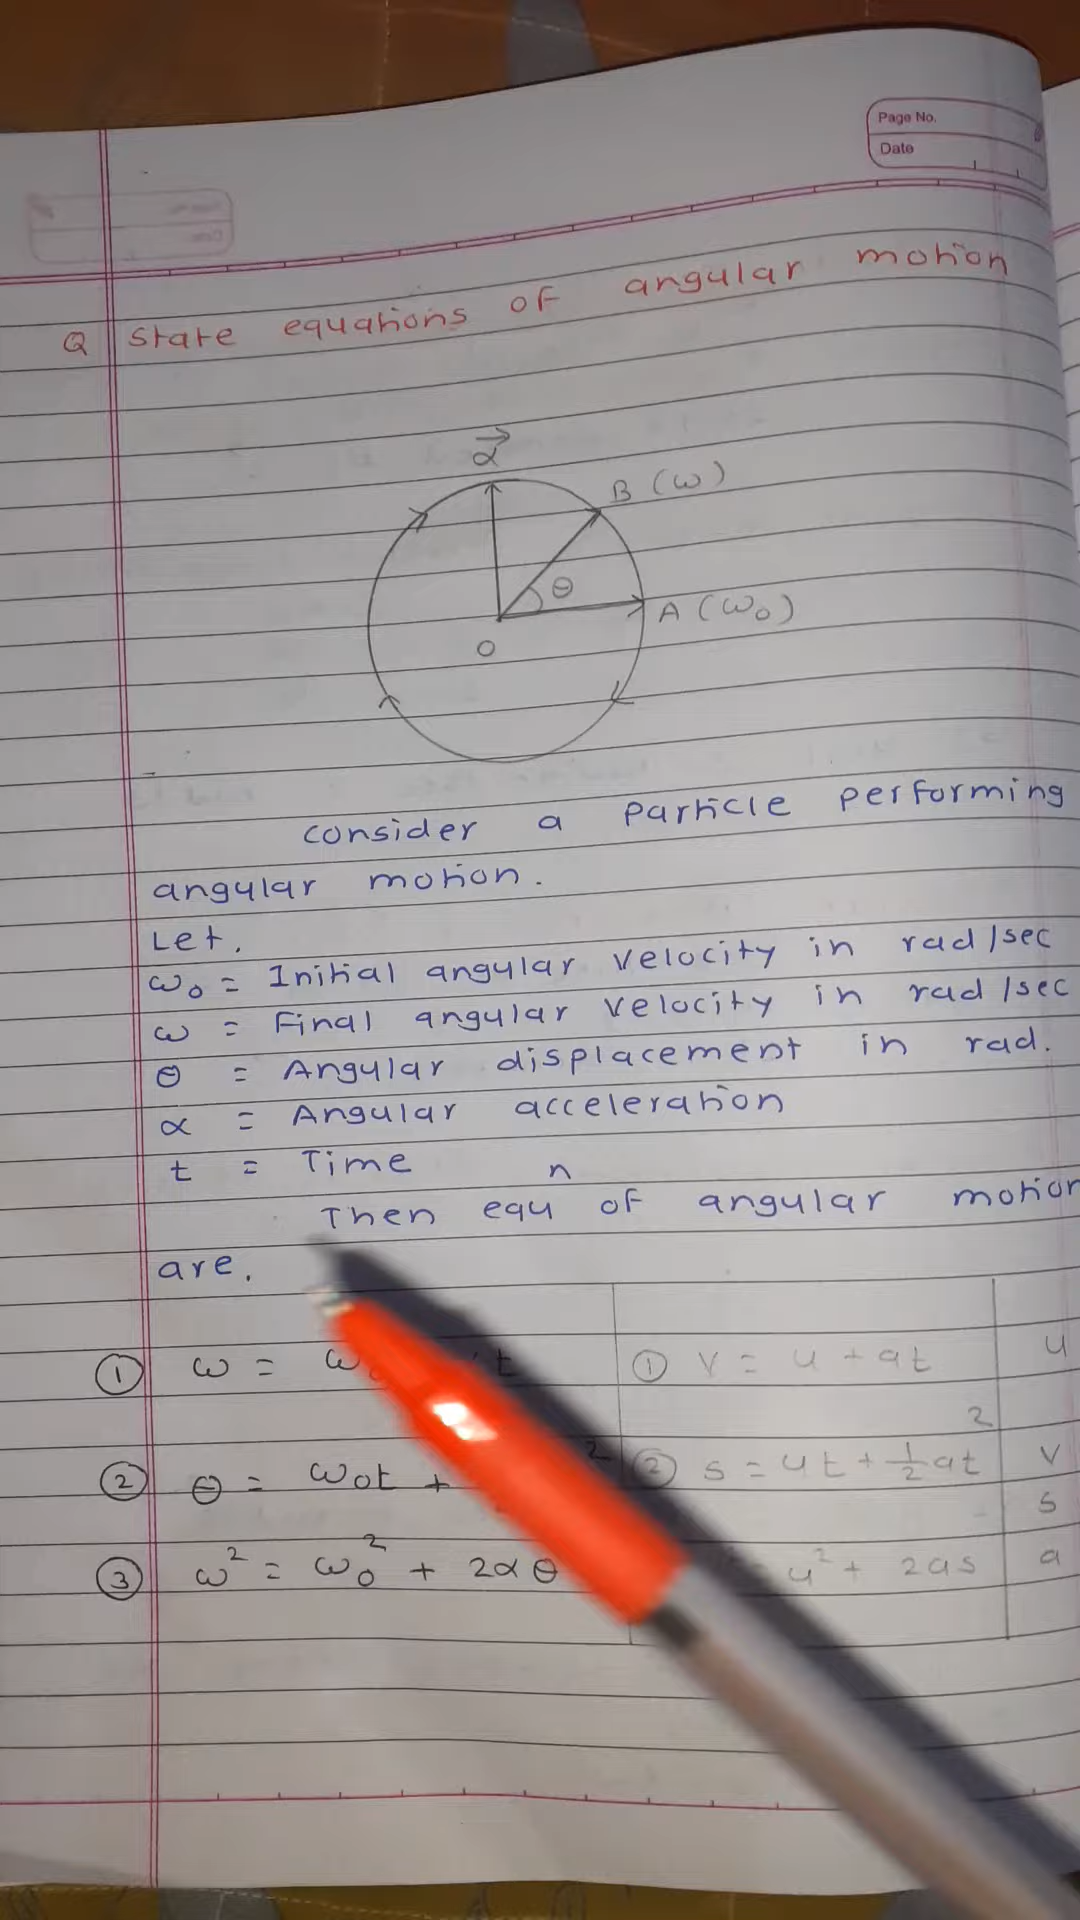 Page No.
Date
Q State equations of angular motion
α
B (ω)
θ
A (ω₀)
O
consider a particle performing
angular motion.
Let,
ω₀ = Initial angular velocity in rad/sec
ω = Final angular velocity in rad/sec
θ = Angular displacement in rad.
α = Angular acceleration
t = Time
Then equⁿ of angular motion
are,
① ω = ω₀ t
① v = u + at
u
② θ = ω₀t + ²
② s = ut + ½at²
v
s
③ ω² = ω₀² + 2αθ
u² + 2as
a